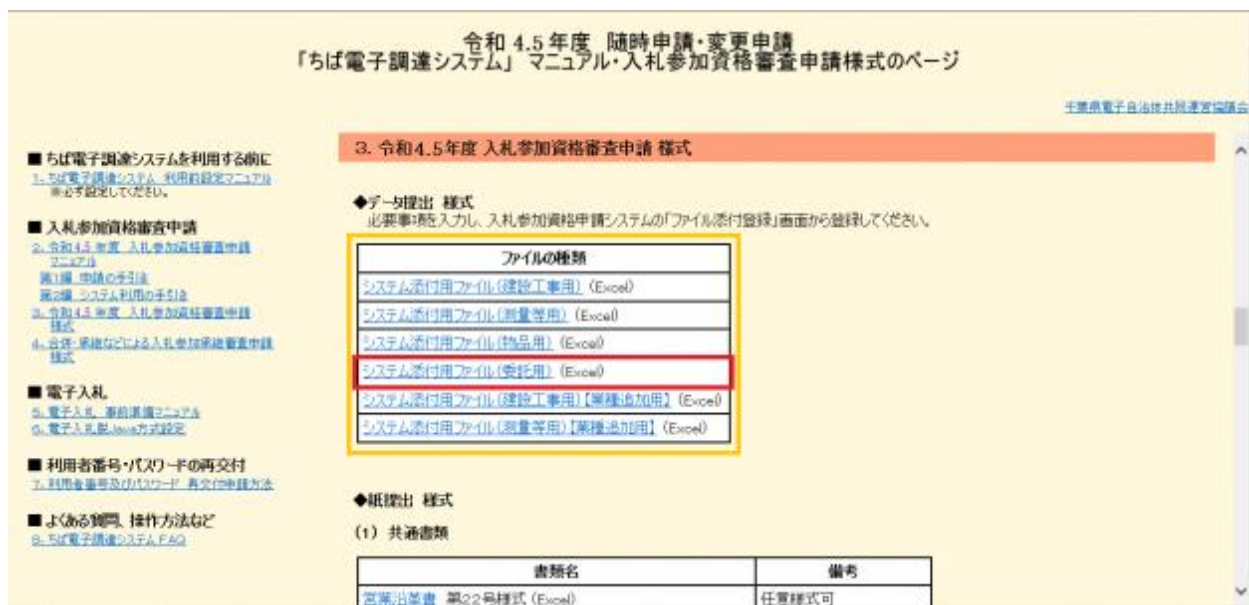 令和 4.5 年度 随時申請・変更申請
「ちば電子調達システム」 マニュアル・入札参加資格審査申請様式のページ
千葉県電子自治体共同運営協議会
■ ちば電子調達システムを利用する前に
1. ちば電子調達システム 利用前設定マニュアル
※必ず設定してください。
■ 入札参加資格審査申請
2. 令和4.5 年度 入札参加資格審査申請
マニュアル
第1編 申請の手引き
第2編 システム利用の手引き
3. 令和4.5 年度 入札参加資格審査申請
様式
4. 合併・承継などによる入札参加承継審査申請
様式
■ 電子入札
5. 電子入札 事前準備マニュアル
6. 電子入札脱Java方式設定
■ 利用者番号・パスワードの再交付
7. 利用者番号及びパスワード 再交付申請方法
■ よくある質問、操作方法など
8. ちば電子調達システムFAQ
3. 令和4.5年度 入札参加資格審査申請 様式
◆データ提出 様式
必要事項を入力し、入札参加資格申請システムの「ファイル添付登録」画面から登録してください。
ファイルの種類
システム添付用ファイル(建設工事用) (Excel)
システム添付用ファイル(測量等用) (Excel)
システム添付用ファイル(物品用) (Excel)
システム添付用ファイル(委託用) (Excel)
システム添付用ファイル(建設工事用)【業種追加用】 (Excel)
システム添付用ファイル(測量等用)【業種追加用】 (Excel)
◆紙提出 様式
(1) 共通書類
書類名 備考
営業沿革書 第22号様式 (Excel) 任意様式可